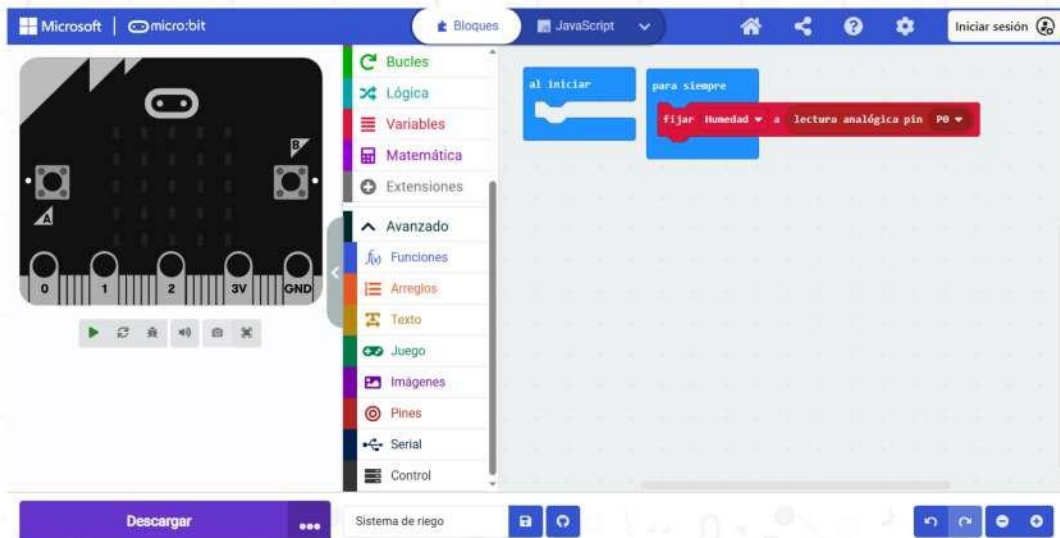 Microsoft | micro:bit
Bloques
JavaScript
Iniciar sesión
Bucles
Lógica
Variables
Matemática
Extensiones
Avanzado
f(x) Funciones
Arreglos
Texto
Juego
Imágenes
Pines
Serial
Control
al iniciar
para siempre
fijar Humedad a lectura analógica pin P0
B
A
0 1 2 3V GND
Descargar
Sistema de riego